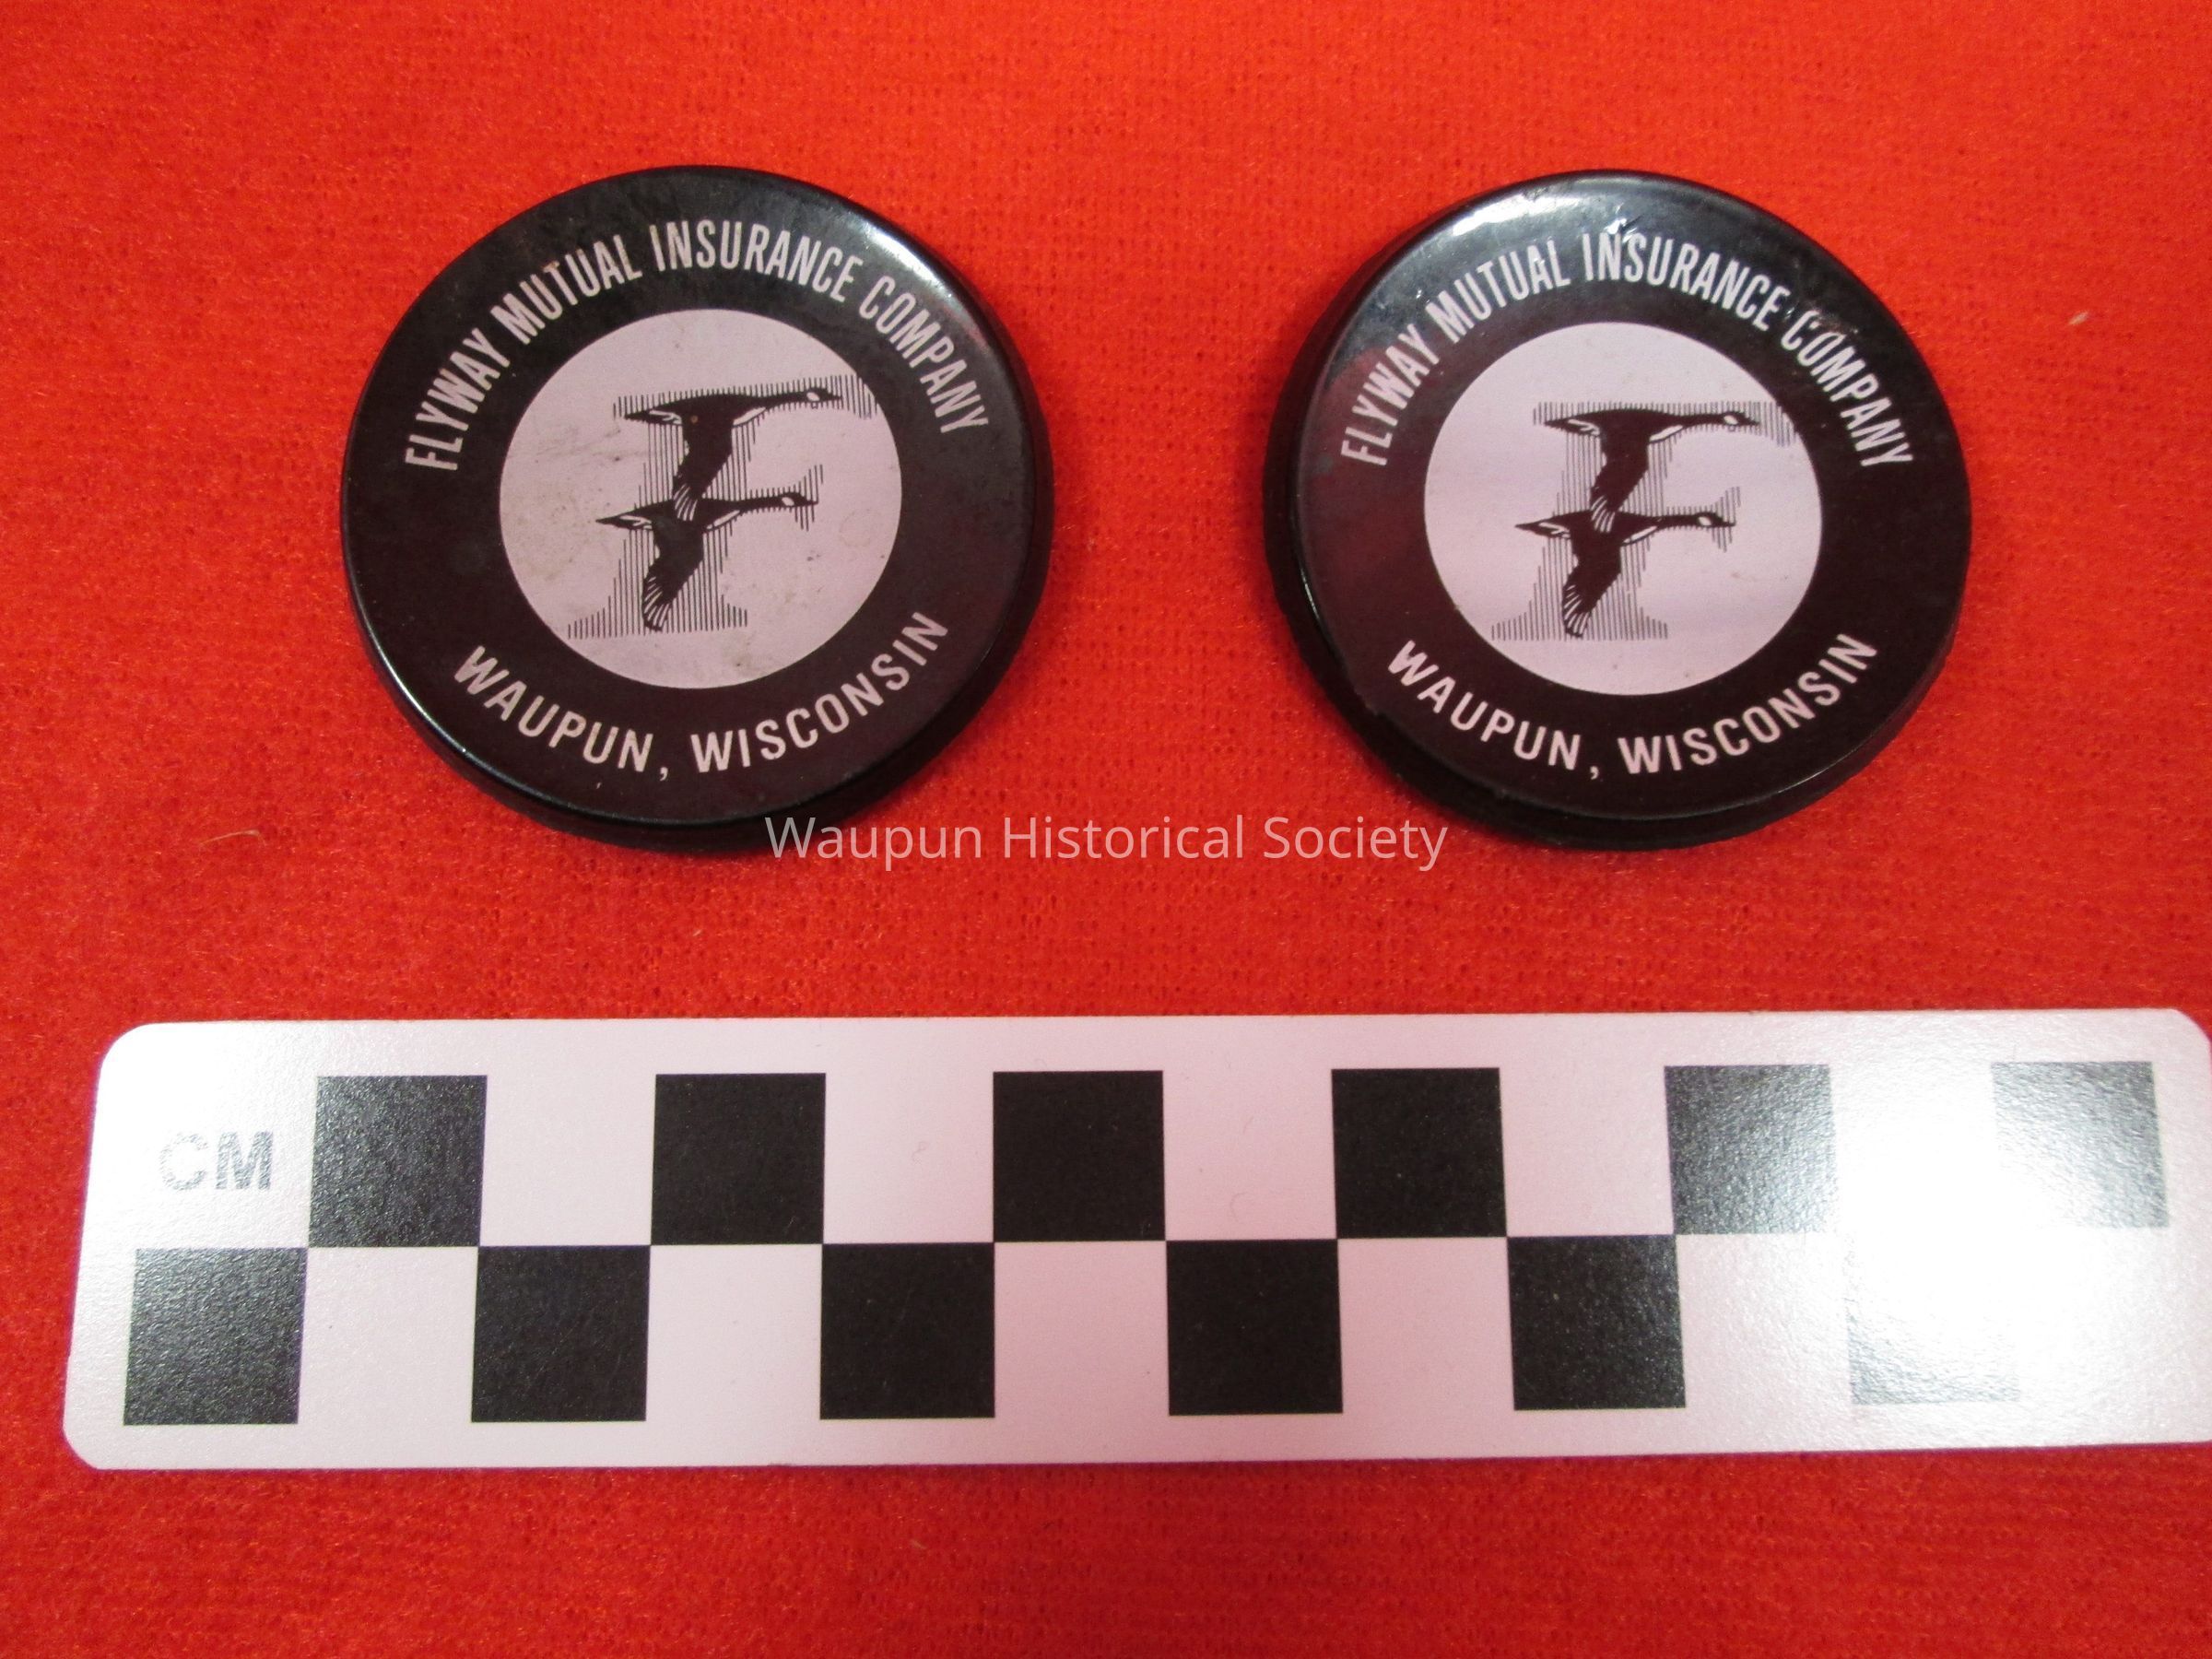 FLYWAY MUTUAL INSURANCE COMPANY
F
WAUPUN, WISCONSIN
FLYWAY MUTUAL INSURANCE COMPANY
F
WAUPUN, WISCONSIN
Waupun Historical Society
CM